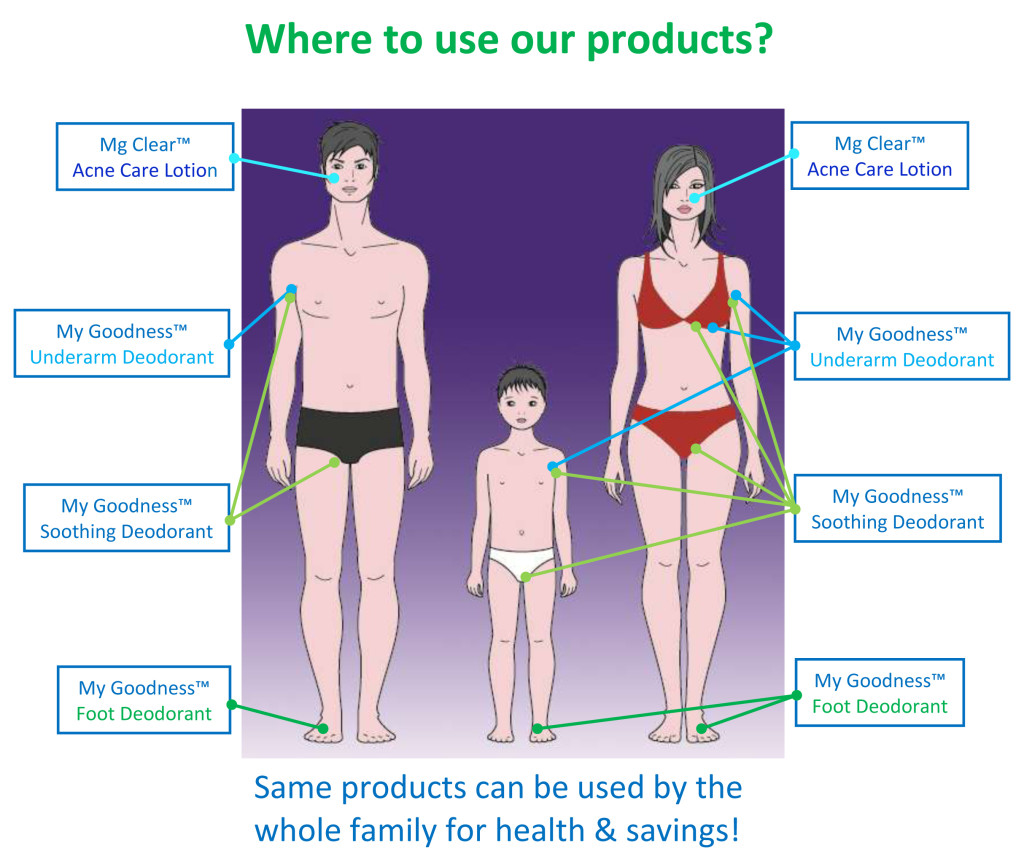 Where to use our products?
Mg Clear™
Acne Care Lotion
Mg Clear™
Acne Care Lotion
My Goodness™
Underarm Deodorant
My Goodness™
Underarm Deodorant
My Goodness™
Soothing Deodorant
My Goodness™
Soothing Deodorant
My Goodness™
Foot Deodorant
My Goodness™
Foot Deodorant
Same products can be used by the
whole family for health & savings!